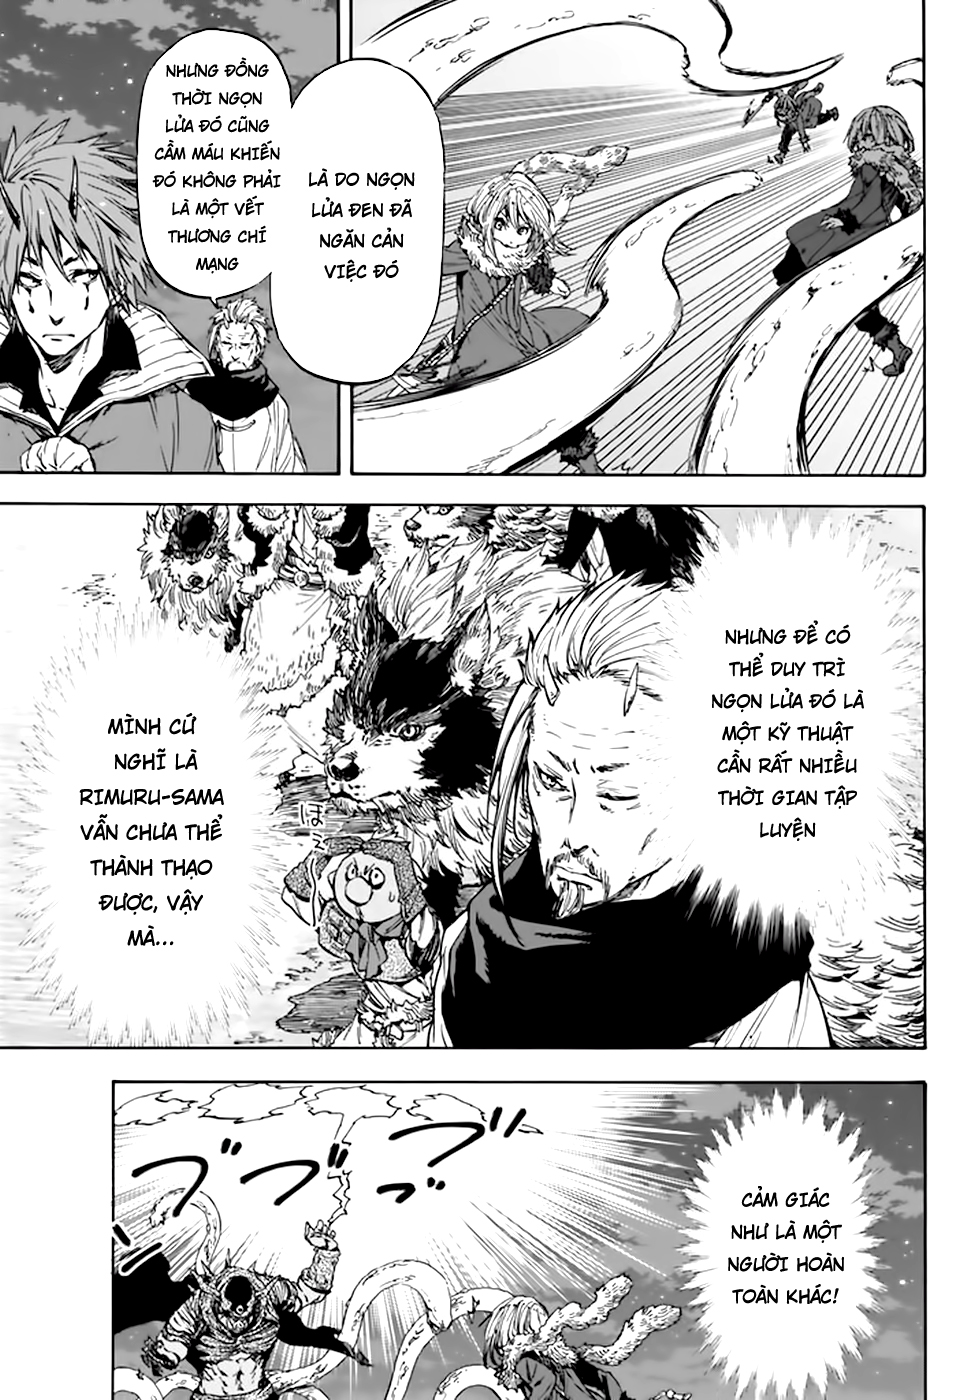 LÀ DO NGỌN
LỬA ĐEN ĐÃ
NGĂN CẢN
VIỆC ĐÓ
NHƯNG ĐỒNG
THỜI NGỌN
LỬA ĐÓ CŨNG
CẦM MÁU KHIẾN
ĐÓ KHÔNG PHẢI
LÀ MỘT VẾT
THƯƠNG CHÍ
MẠNG
NHƯNG ĐỂ CÓ
THỂ DUY TRÌ
NGỌN LỬA ĐÓ LÀ
MỘT KỸ THUẬT
CẦN RẤT NHIỀU
THỜI GIAN TẬP
LUYỆN
MÌNH CỨ
NGHĨ LÀ
RIMURU-SAMA
VẪN CHƯA THỂ
THÀNH THẠO
ĐƯỢC, VẬY
MÀ...
CẢM GIÁC
NHƯ LÀ MỘT
NGƯỜI HOÀN
TOÀN KHÁC!